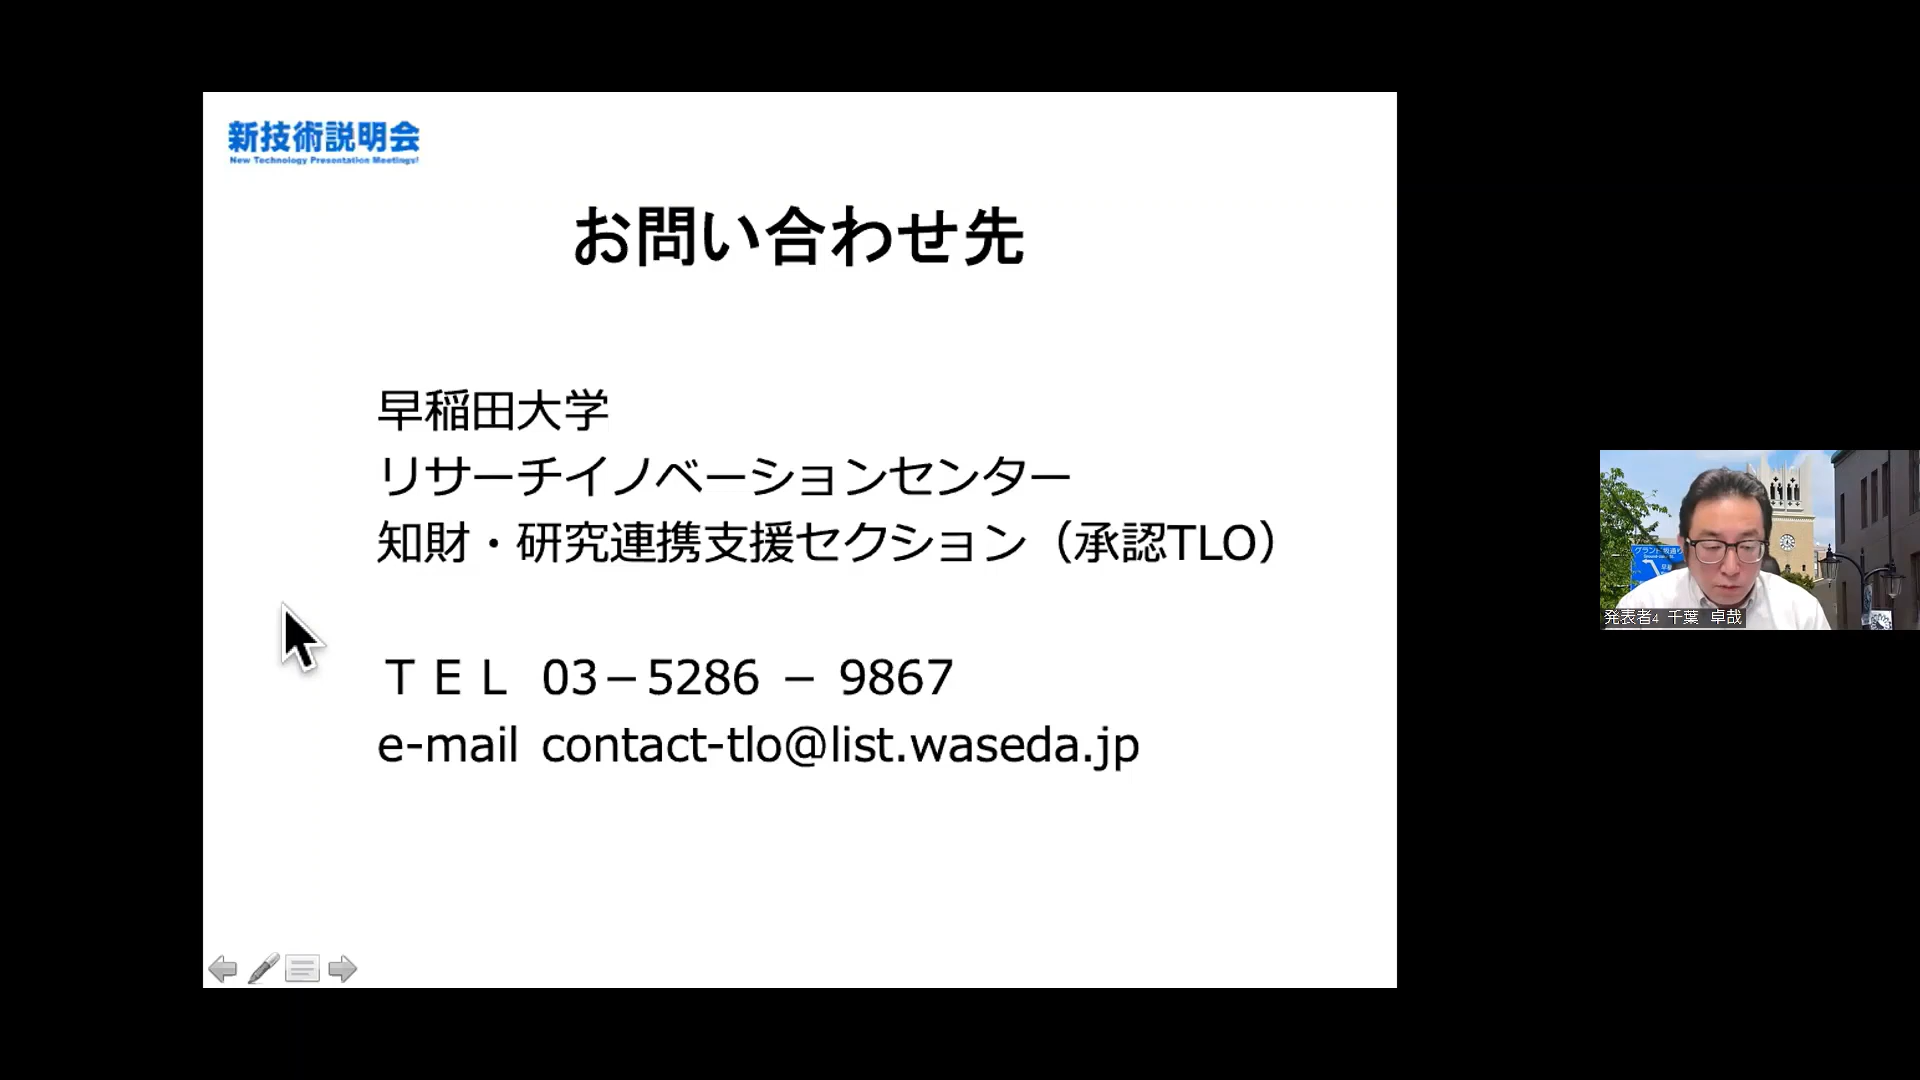 新技術説明会
New Technology Presentation Meetings!
お問い合わせ先
早稲田大学
リサーチイノベーションセンター
知財・研究連携支援セクション（承認TLO）
ＴＥＬ 03－5286 － 9867
e-mail contact-tlo@list.waseda.jp
発表者4 千葉 卓哉